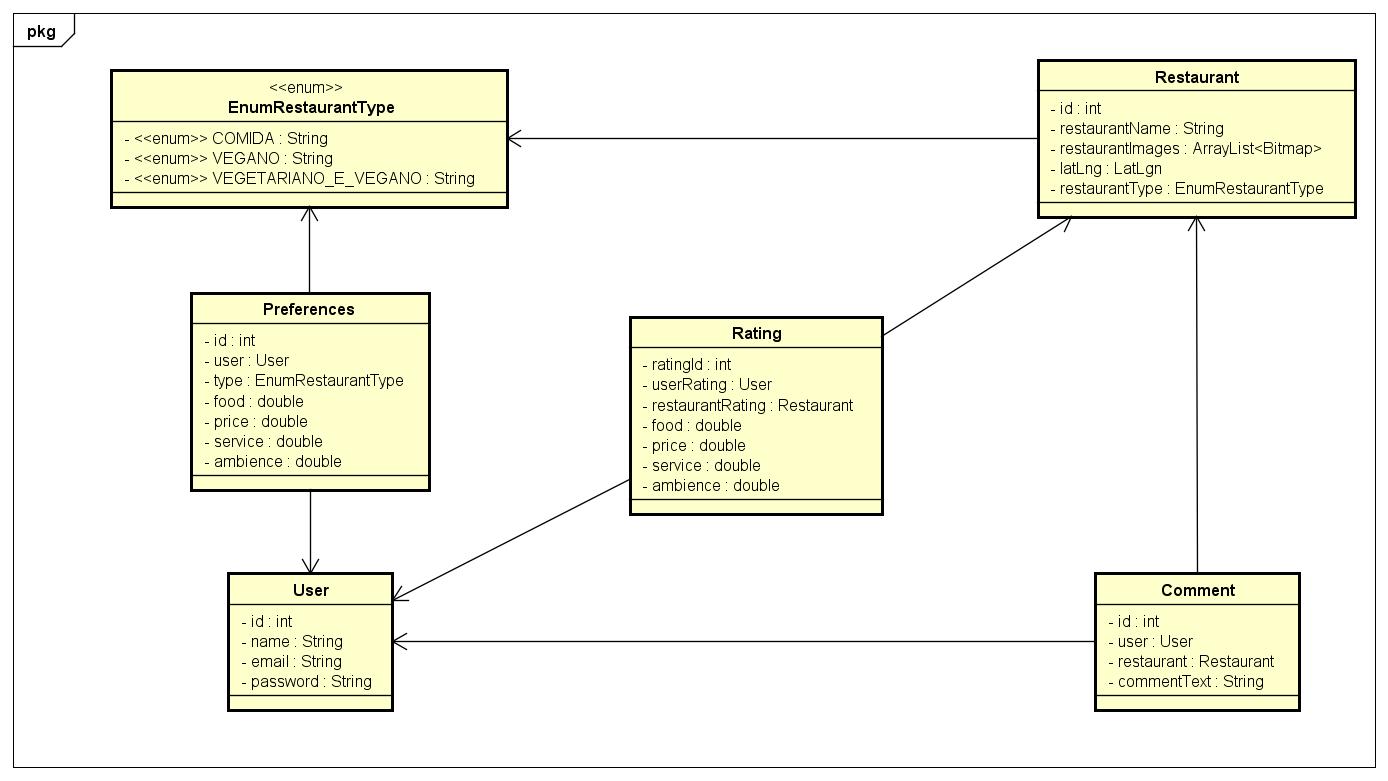 pkg
<<enum>>
EnumRestaurantType
- <<enum>> COMIDA : String
- <<enum>> VEGANO : String
- <<enum>> VEGETARIANO_E_VEGANO : String
Restaurant
- id : int
- restaurantName : String
- restaurantImages : ArrayList<Bitmap>
- latLng : LatLgn
- restaurantType : EnumRestaurantType
Preferences
- id : int
- user : User
- type : EnumRestaurantType
- food : double
- price : double
- service : double
- ambience : double
Rating
- ratingId : int
- userRating : User
- restaurantRating : Restaurant
- food : double
- price : double
- service : double
- ambience : double
User
- id : int
- name : String
- email : String
- password : String
Comment
- id : int
- user : User
- restaurant : Restaurant
- commentText : String